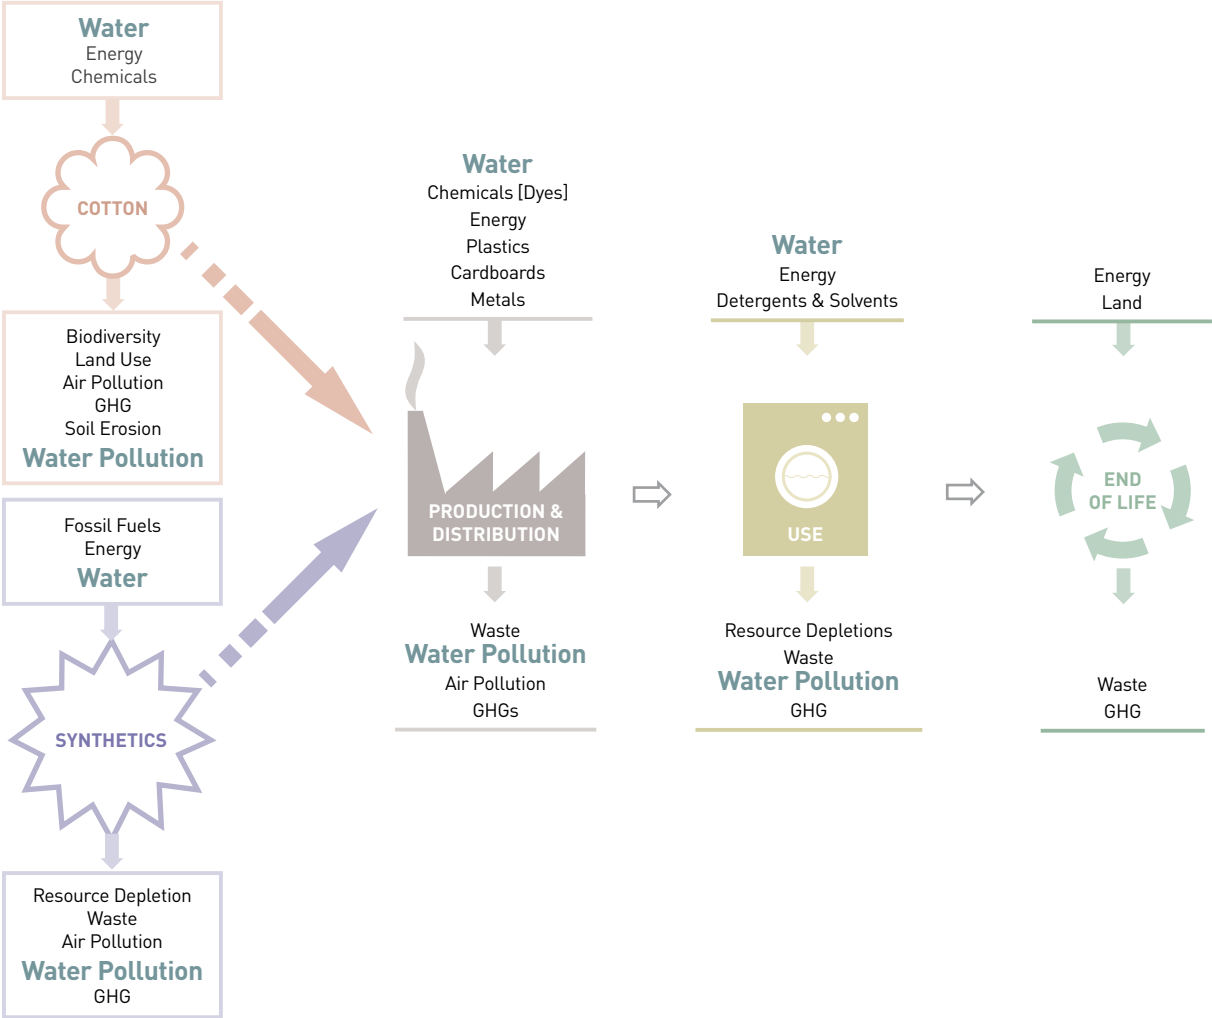 Water
Energy
Chemicals
COTTON
Biodiversity
Land Use
Air Pollution
GHG
Soil Erosion
Water Pollution
Fossil Fuels
Energy
Water
SYNTHETICS
Resource Depletion
Waste
Air Pollution
Water Pollution
GHG
Water
Chemicals [Dyes]
Energy
Plastics
Cardboards
Metals
PRODUCTION &
DISTRIBUTION
Waste
Water Pollution
Air Pollution
GHGs
Water
Energy
Detergents & Solvents
USE
Resource Depletions
Waste
Water Pollution
GHG
Energy
Land
END
OF LIFE
Waste
GHG